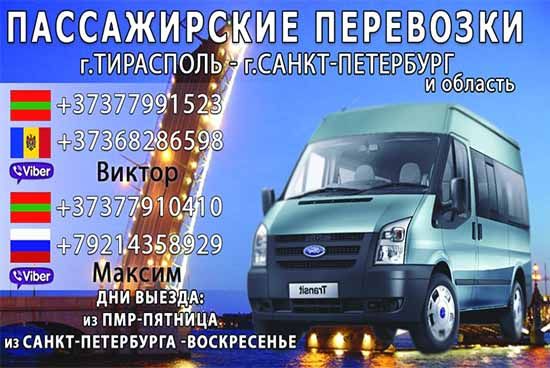 ПАССАЖИРСКИЕ ПЕРЕВОЗКИ
г.ТИРАСПОЛЬ - г.САНКТ-ПЕТЕРБУРГ
и область
+37377991523
+37368286598
Viber
Виктор
+37377910410
+79214358929
Viber
Максим
ДНИ ВЫЕЗДА:
из ПМР-ПЯТНИЦА
из САНКТ-ПЕТЕРБУРГА -ВОСКРЕСЕНЬЕ
Ford
Transit